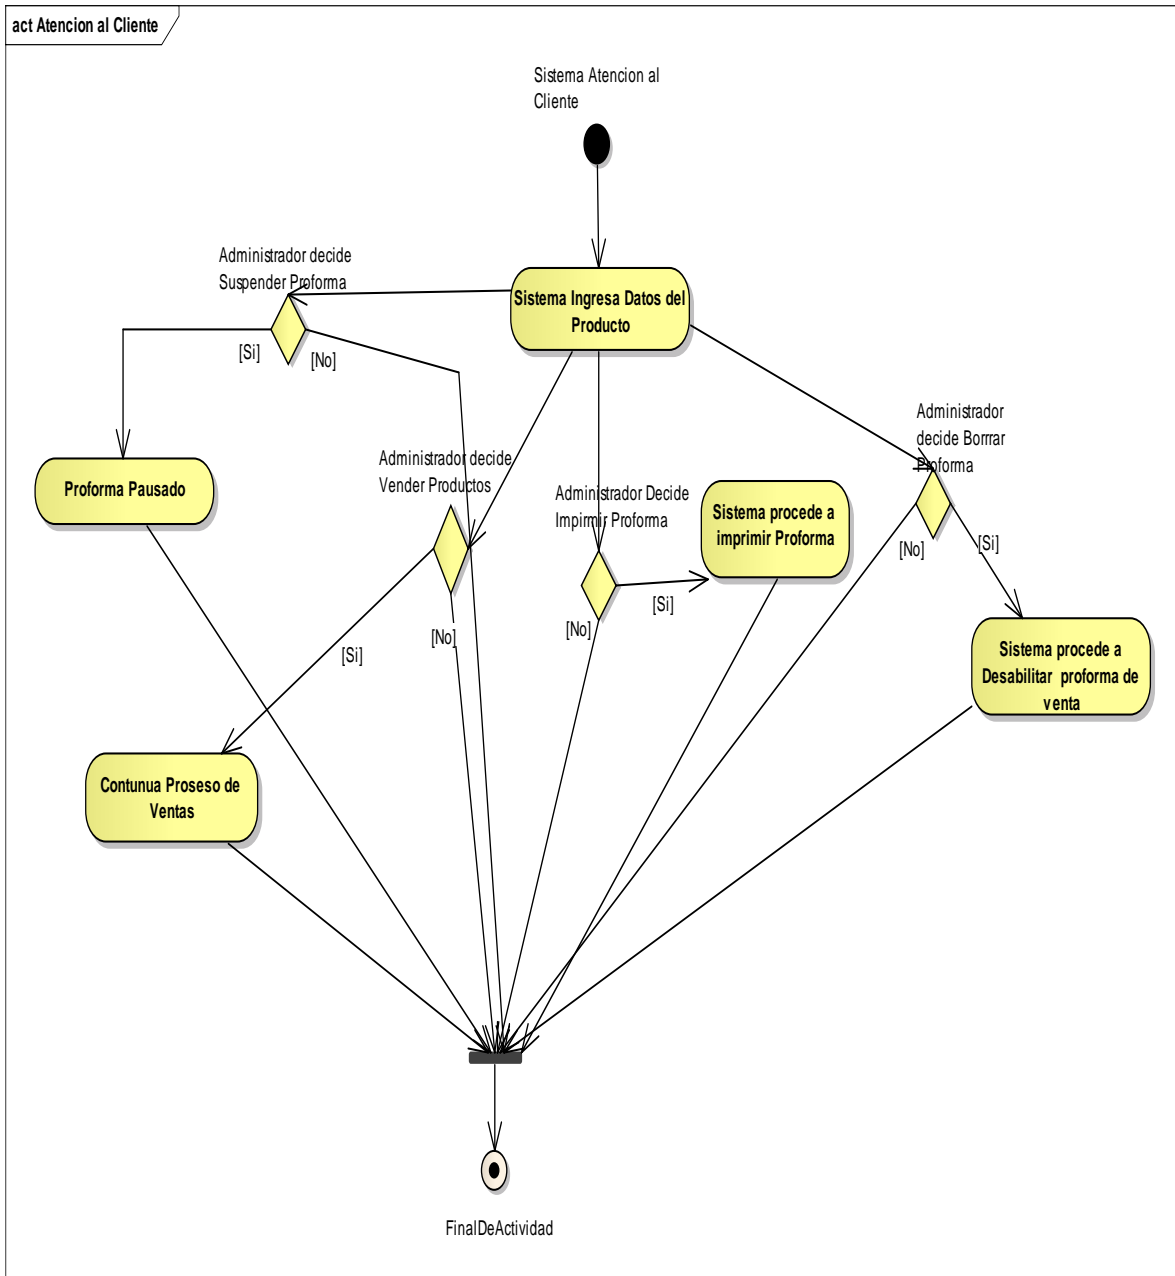 act Atencion al Cliente
Sistema Atencion al
Cliente
Administrador decide
Suspender Proforma
Sistema Ingresa Datos del
Producto
[Si]
[No]
Administrador
decide Borrrar
Proforma
Administrador decide
Vender Productos
Proforma Pausado
Administrador Decide
Impirmir Proforma
Sistema procede a
imprimir Proforma
[No]
[Si]
[Si]
[No]
[No]
[Si]
Sistema procede a
Desabilitar proforma de
venta
Contunua Proseso de
Ventas
FinalDeActividad